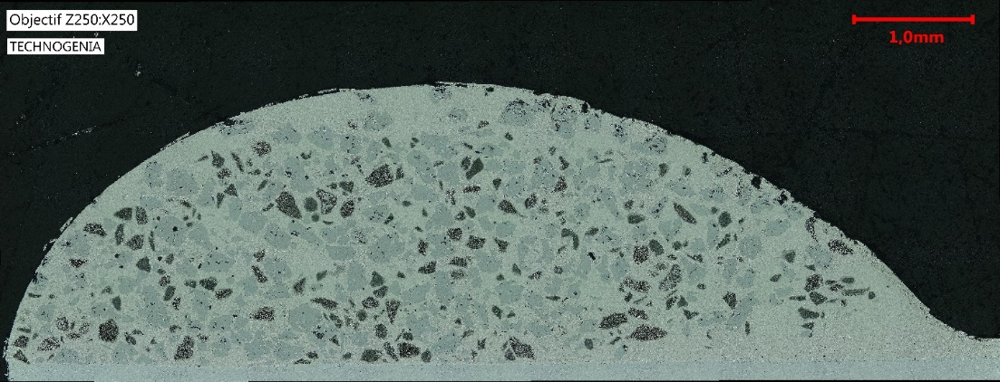 Objectif Z250:X250
TECHNOGENIA
1,0mm